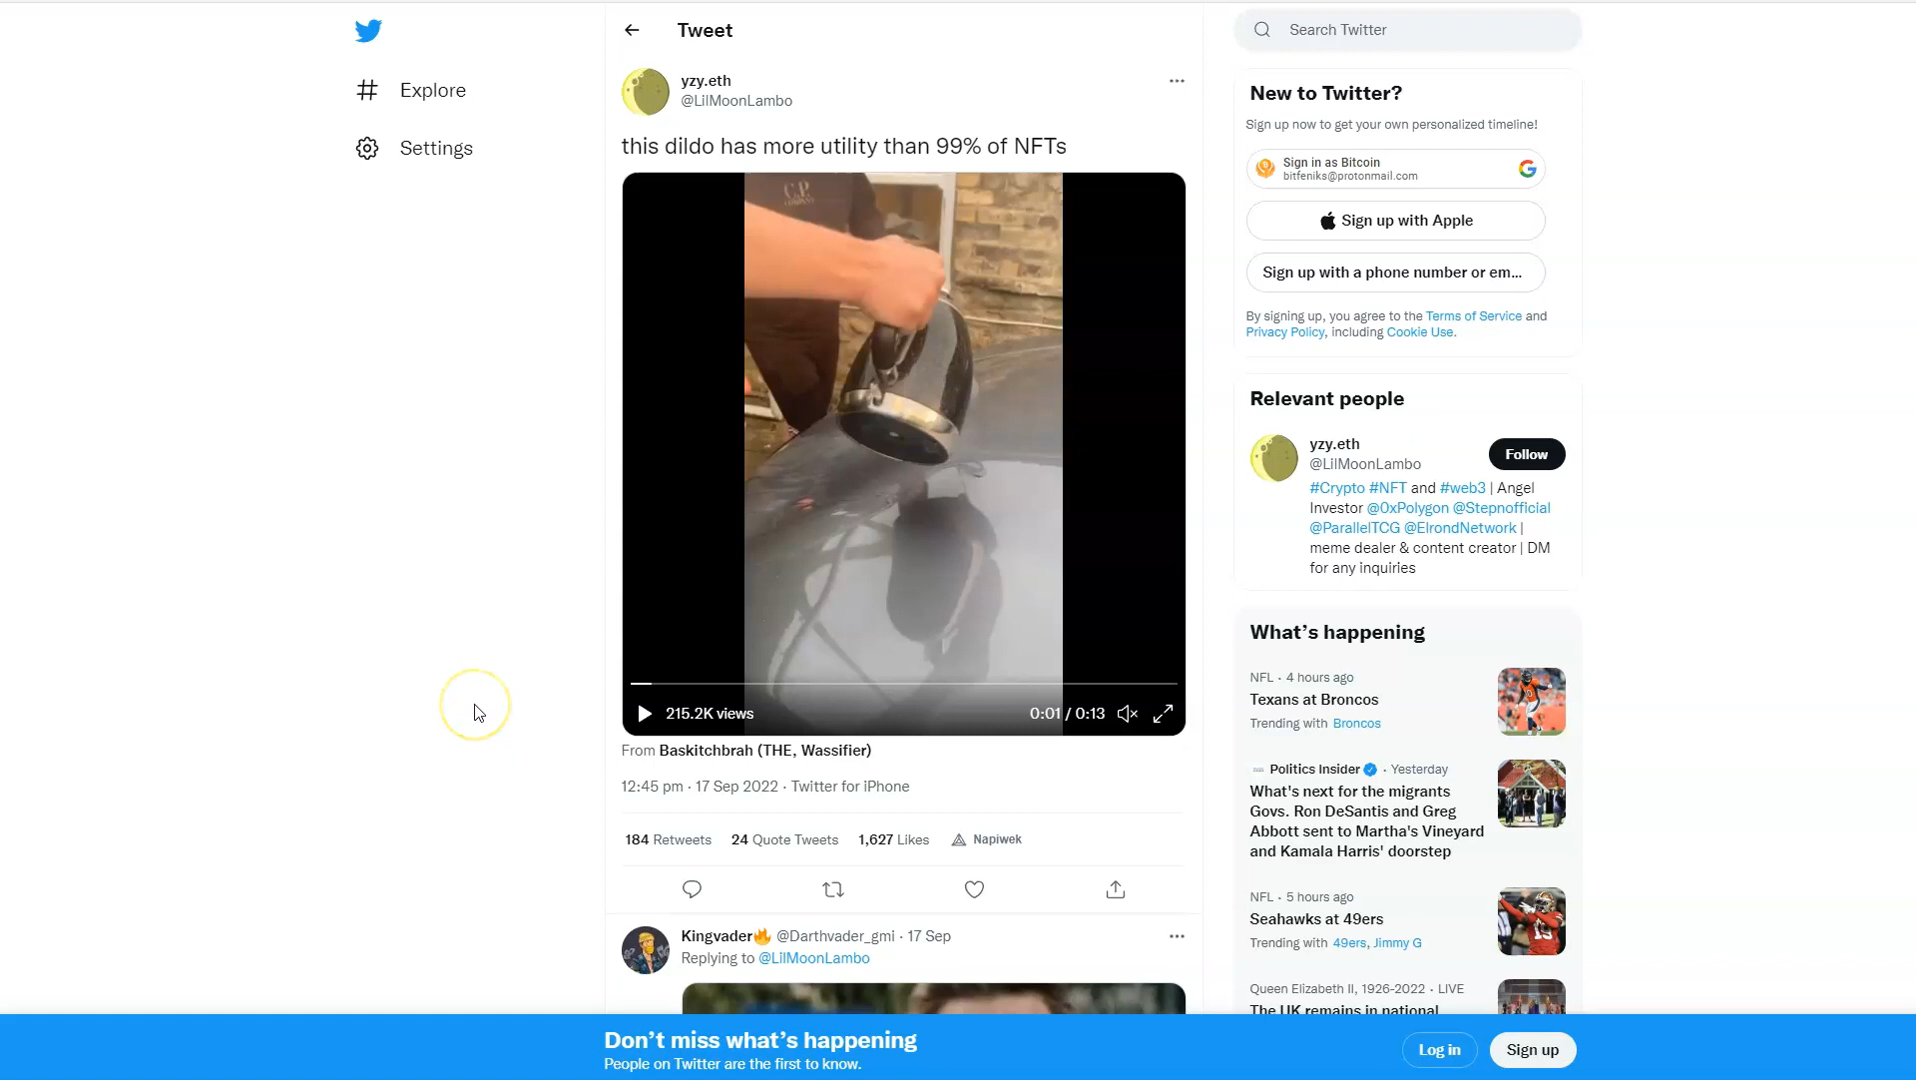 Tweet
Search Twitter
Explore
Settings
yzy.eth
@LilMoonLambo
this dildo has more utility than 99% of NFTs
C.P.
COMPANY
215.2K views
0:01 / 0:13
From Baskitchbrah (THE, Wassifier)
12:45 pm · 17 Sep 2022 · Twitter for iPhone
184 Retweets 24 Quote Tweets 1,627 Likes Napiwek
Kingvader🔥 @Darthvader_gmi · 17 Sep
Replying to @LilMoonLambo
New to Twitter?
Sign up now to get your own personalized timeline!
Sign in as Bitcoin
bitfeniks@protonmail.com
Sign up with Apple
Sign up with a phone number or em...
By signing up, you agree to the Terms of Service and
Privacy Policy, including Cookie Use.
Relevant people
yzy.eth
@LilMoonLambo
Follow
#Crypto #NFT and #web3 | Angel
Investor @0xPolygon @Stepnofficial
@ParallelTCG @ElrondNetwork |
meme dealer & content creator | DM
for any inquiries
What's happening
NFL · 4 hours ago
Texans at Broncos
Trending with Broncos
Politics Insider · Yesterday
What's next for the migrants
Govs. Ron DeSantis and Greg
Abbott sent to Martha's Vineyard
and Kamala Harris' doorstep
NFL · 5 hours ago
Seahawks at 49ers
Trending with 49ers, Jimmy G
Queen Elizabeth II, 1926-2022 · LIVE
The UK remains in national
Don't miss what's happening
People on Twitter are the first to know.
Log in
Sign up